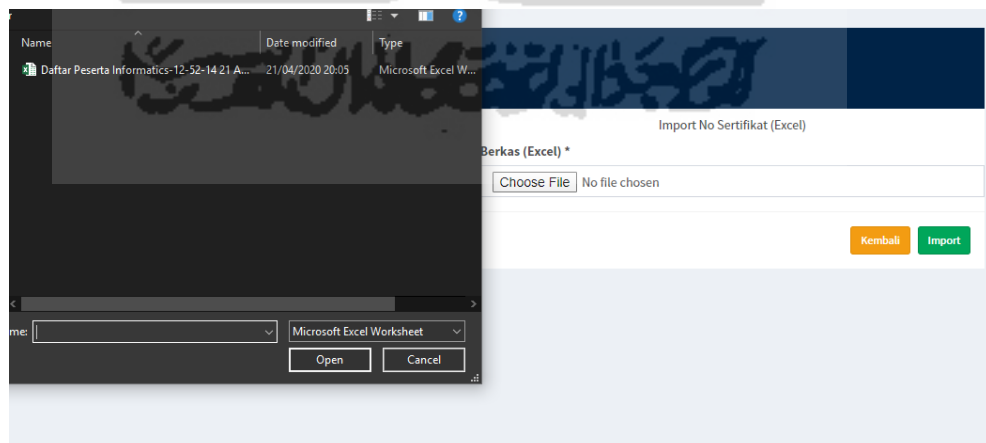 Name Date modified Type
Daftar Peserta Informatics-12-52-14 21 A... 21/04/2020 20:05 Microsoft Excel W...
Import No Sertifikat (Excel)
Berkas (Excel) *
Choose File No file chosen
Kembali Import
me: Microsoft Excel Worksheet
Open Cancel